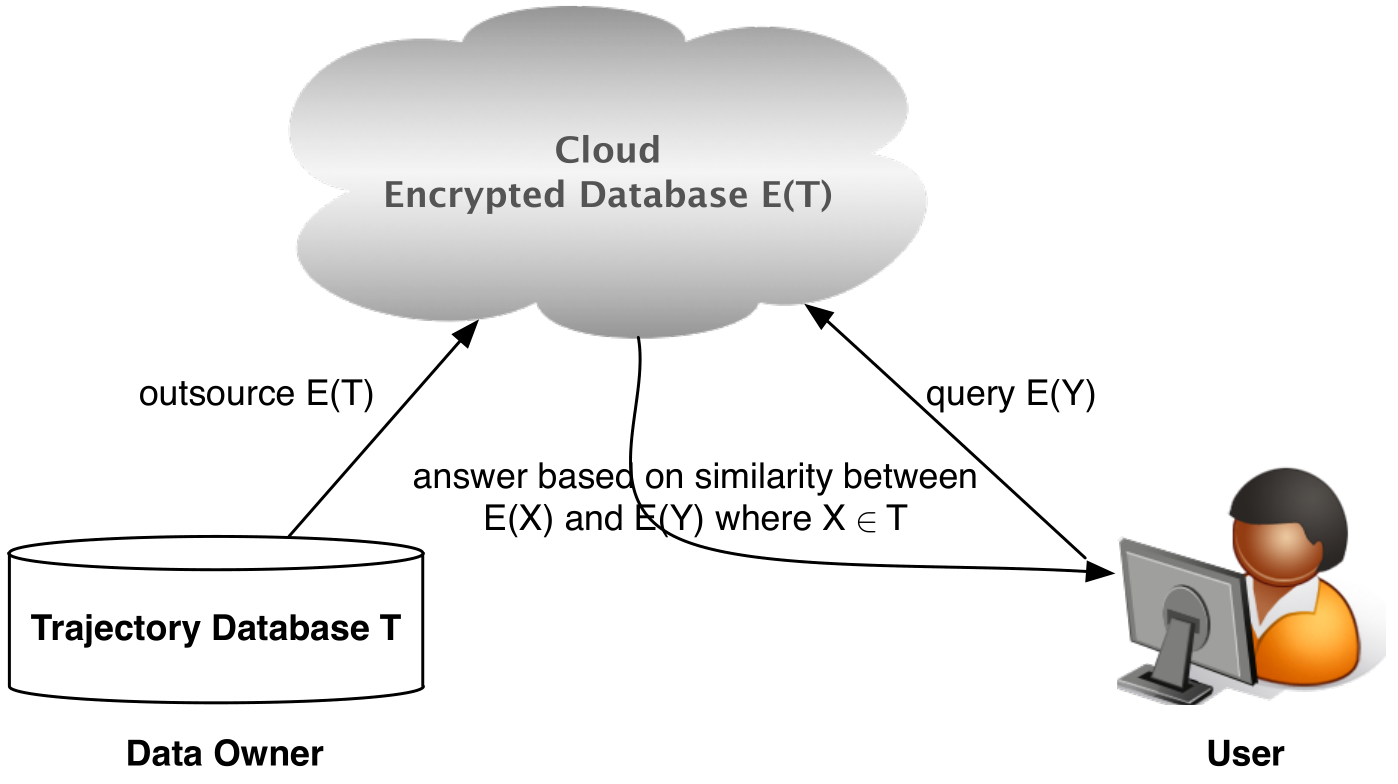 Cloud
Encrypted Database E(T)
outsource E(T)
query E(Y)
answer based on similarity between
E(X) and E(Y) where X ∈ T
Trajectory Database T
Data Owner
User